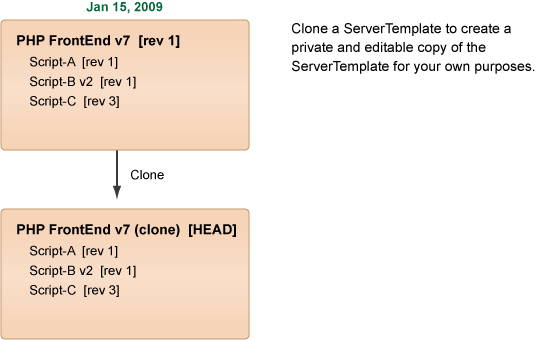 Jan 15, 2009
PHP FrontEnd v7 [rev 1]
Script-A [rev 1]
Script-B v2 [rev 1]
Script-C [rev 3]
Clone
PHP FrontEnd v7 (clone) [HEAD]
Script-A [rev 1]
Script-B v2 [rev 1]
Script-C [rev 3]
Clone a ServerTemplate to create a
private and editable copy of the
ServerTemplate for your own purposes.